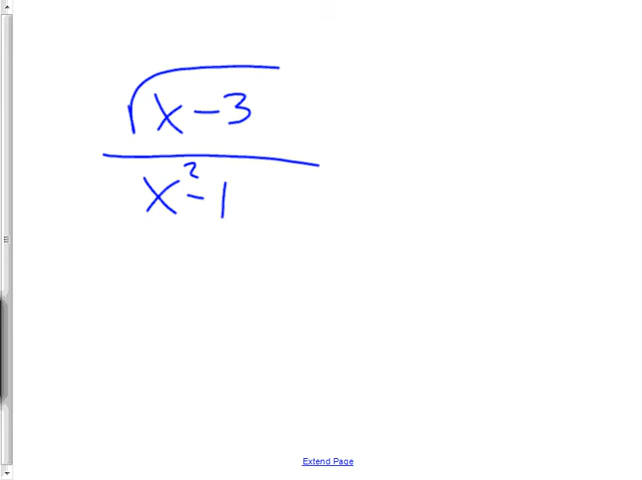 √(x-3)
x²-1
Extend Page